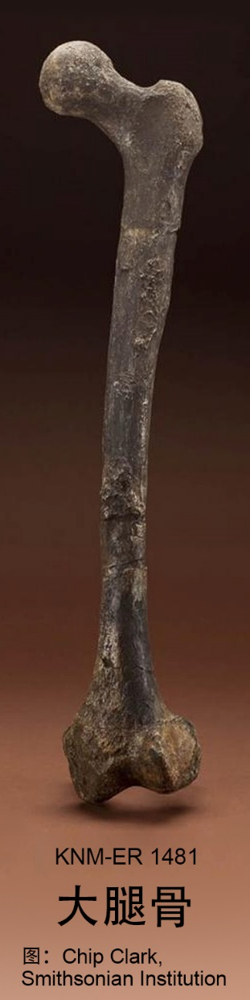 KNM-ER 1481
大腿骨
图：Chip Clark,
Smithsonian Institution